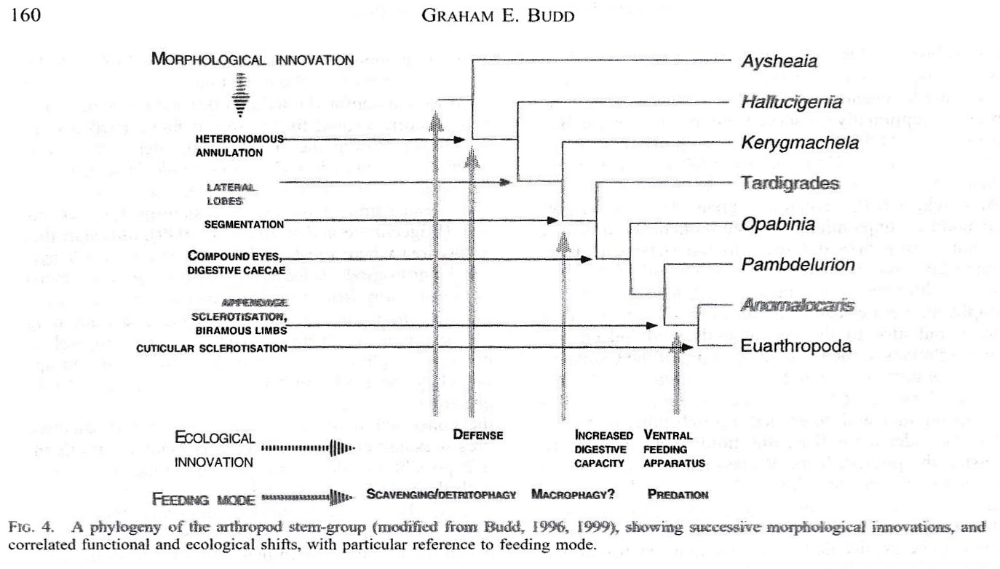 160
GRAHAM E. BUDD
MORPHOLOGICAL INNOVATION
HETERONOMOUS
ANNULATION
LATERAL
LOBES
SEGMENTATION
COMPOUND EYES,
DIGESTIVE CAECAE
APPENDAGE
SCLEROTISATION,
BIRAMOUS LIMBS
CUTICULAR SCLEROTISATION
Aysheaia
Hallucigenia
Kerygmachela
Tardigrades
Opabinia
Pambdelurion
Anomalocaris
Euarthropoda
ECOLOGICAL
INNOVATION
DEFENSE
INCREASED
DIGESTIVE
CAPACITY
VENTRAL
FEEDING
APPARATUS
FEEDING MODE
SCAVENGING/DETRITOPHAGY
MACROPHAGY?
PREDATION
FIG. 4. A phylogeny of the arthropod stem-group (modified from Budd, 1996, 1999), showing successive morphological innovations, and
correlated functional and ecological shifts, with particular reference to feeding mode.